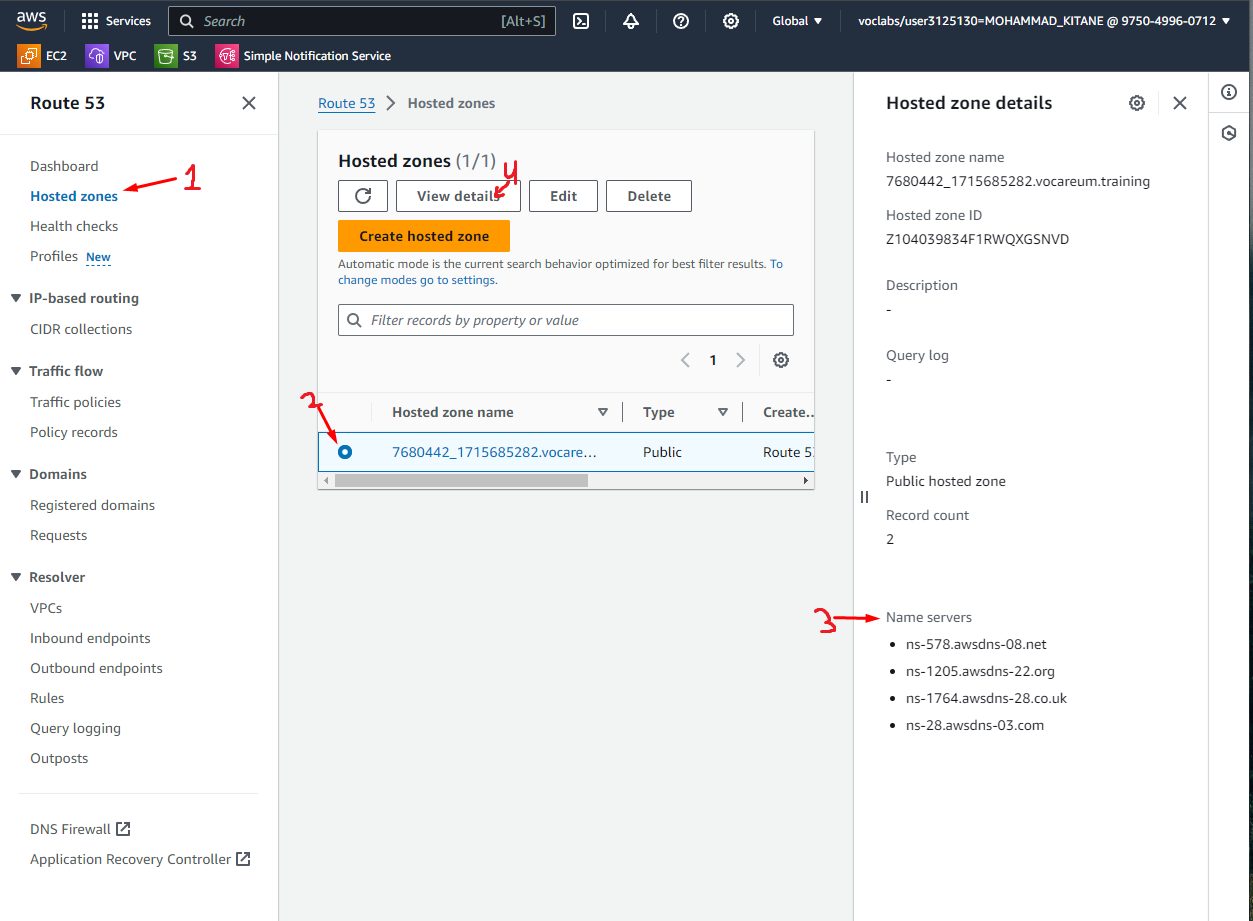 aws
Services
Search
[Alt+S]
Global
voclabs/user3125130=MOHAMMAD_KITANE @ 9750-4996-0712
EC2
VPC
S3
Simple Notification Service
Route 53
Dashboard
Hosted zones
1
Health checks
Profiles New
IP-based routing
CIDR collections
Traffic flow
Traffic policies
Policy records
Domains
Registered domains
Requests
Resolver
VPCs
Inbound endpoints
Outbound endpoints
Rules
Query logging
Outposts
DNS Firewall
Application Recovery Controller
Route 53 > Hosted zones
Hosted zones (1/1)
4
View details
Edit
Delete
Create hosted zone
Automatic mode is the current search behavior optimized for best filter results. To
change modes go to settings.
Filter records by property or value
1
2
Hosted zone name
Type
Create..
7680442_1715685282.vocare...
Public
Route 53
Hosted zone details
Hosted zone name
7680442_1715685282.vocareum.training
Hosted zone ID
Z104039834F1RWQXGSNVD
Description
-
Query log
-
Type
Public hosted zone
Record count
2
3
Name servers
ns-578.awsdns-08.net
ns-1205.awsdns-22.org
ns-1764.awsdns-28.co.uk
ns-28.awsdns-03.com